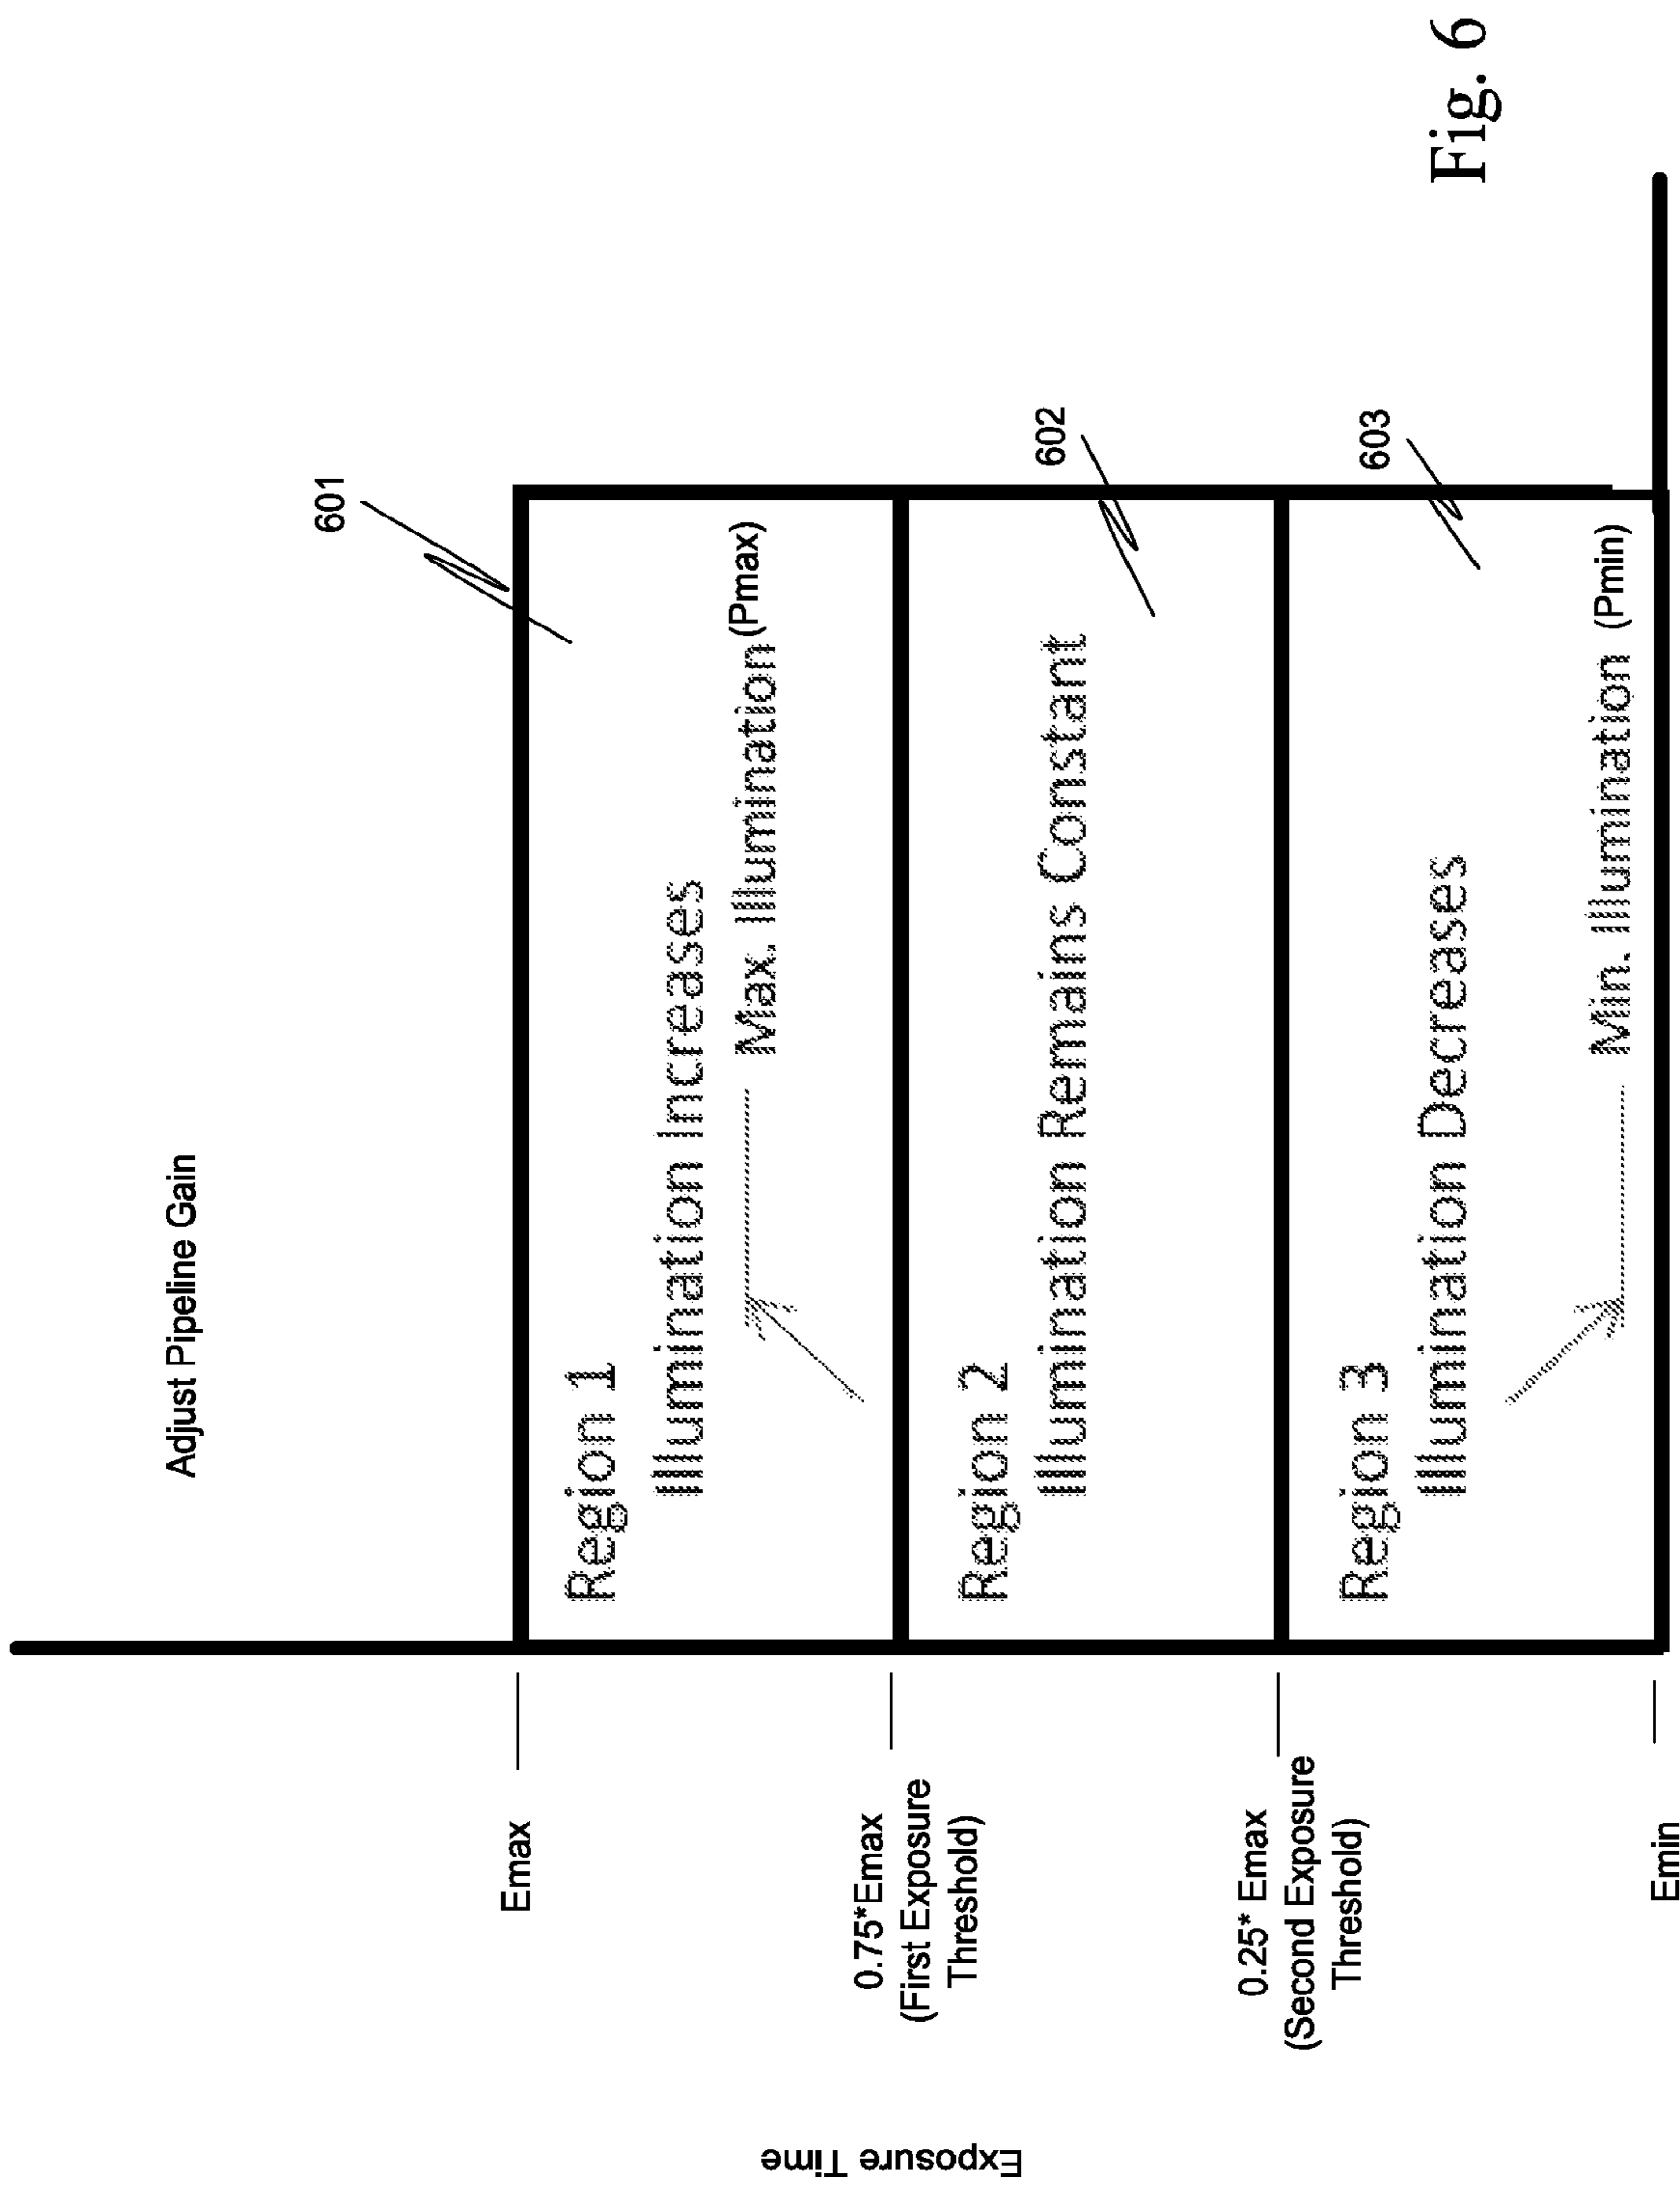 Adjust Pipeline Gain
601
Emax
Region 1
Illumination Increases
Max. Illumination (Pmax)
0.75*Emax
(First Exposure
Threshold)
602
Region 2
Illumination Remains Constant
0.25* Emax
(Second Exposure
Threshold)
603
Region 3
Illumination Decreases
Min. Illumination (Pmin)
Emin
Exposure Time
Fig. 6